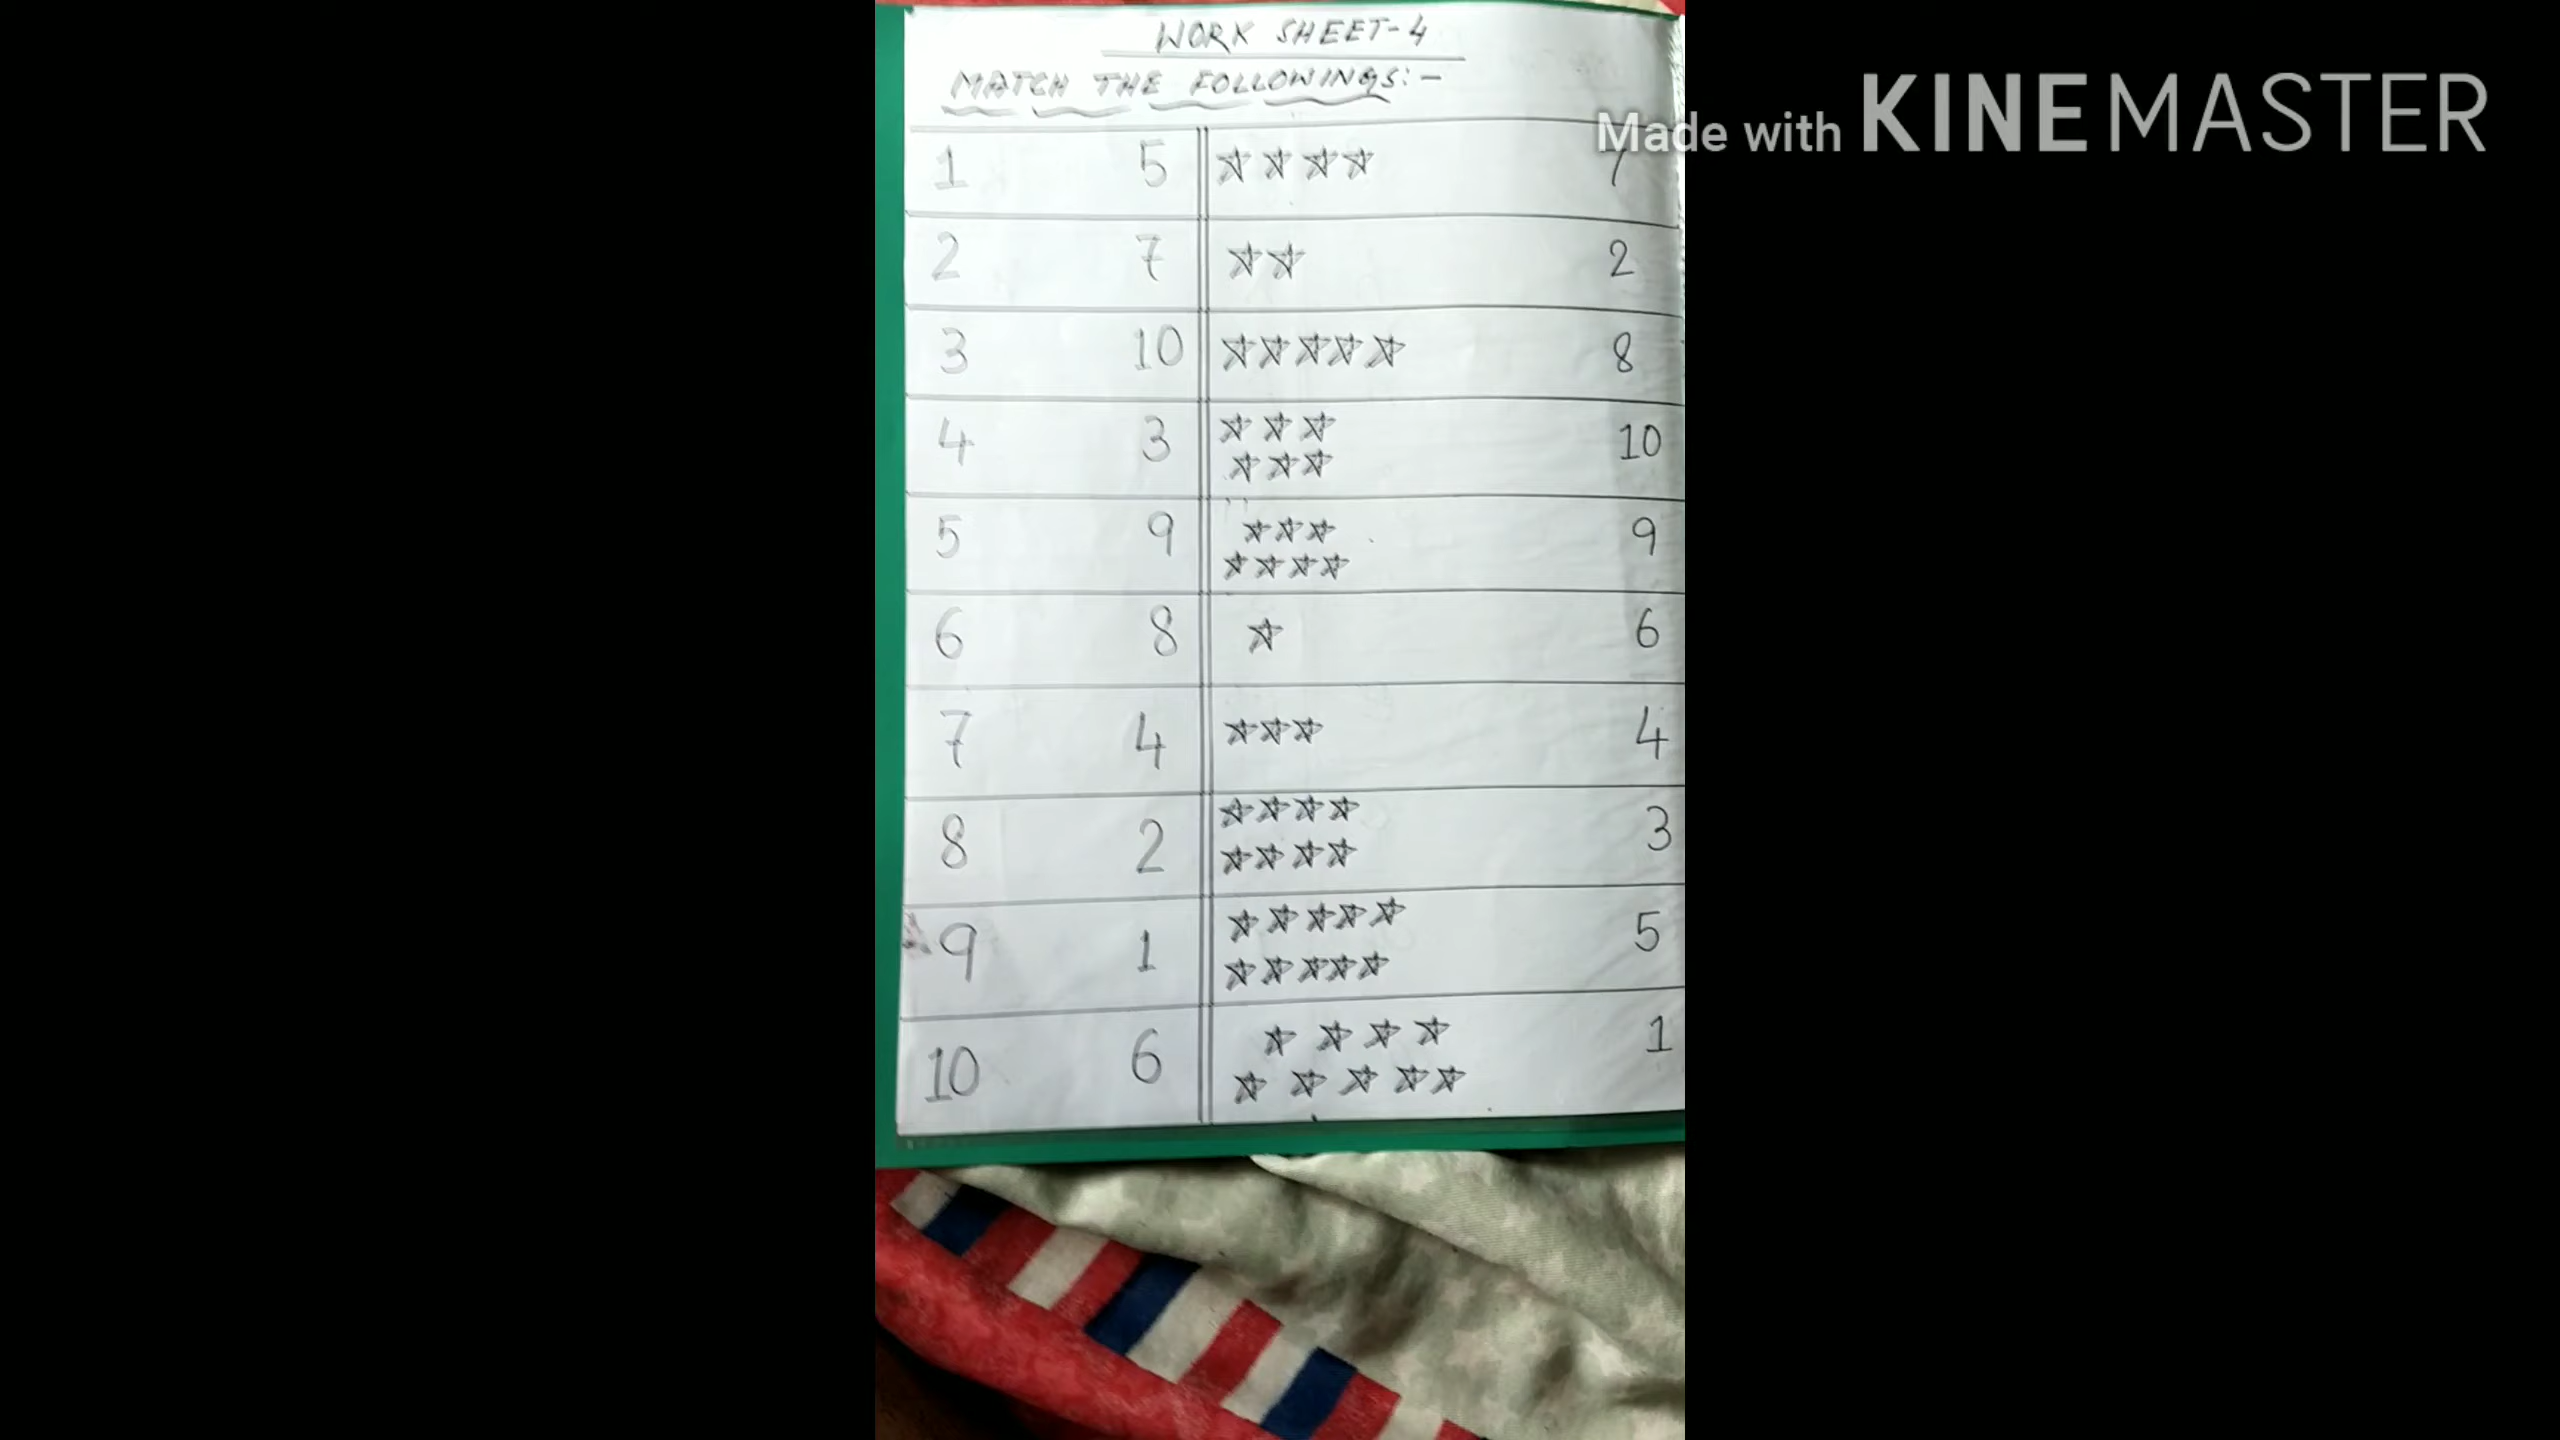 WORK SHEET-4
MATCH THE FOLLOWINGS:-
Made with KINEMASTER
1 5 7
2 7 2
3 10 8
4 3 10
5 9 9
6 8 6
7 4 4
8 2 3
9 1 5
10 6 1